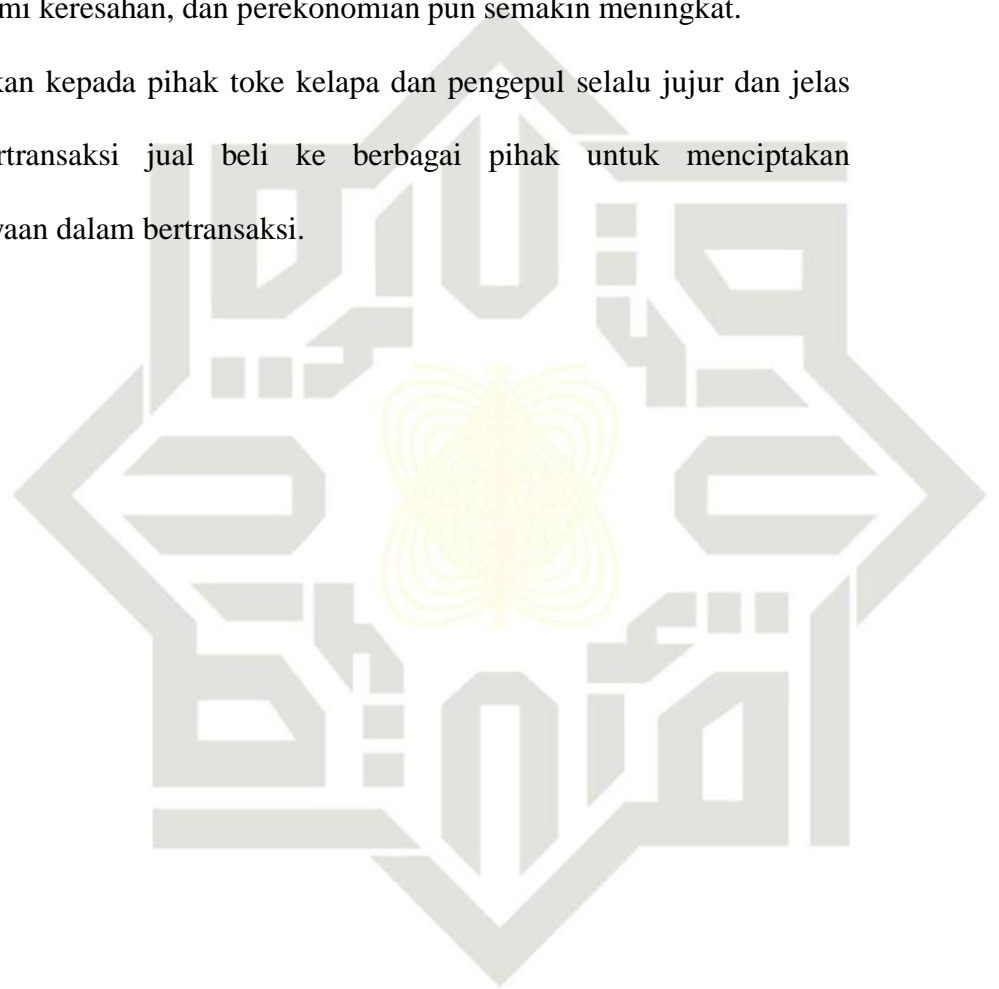 mi keresahan, dan perekonomian pun semakin meningkat.
kan kepada pihak toke kelapa dan pengepul selalu jujur dan jelas
rtransaksi jual beli ke berbagai pihak untuk menciptakan
yaan dalam bertransaksi.